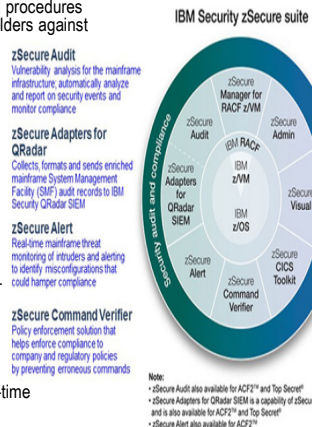 procedures
lders against
zSecure Audit
Vulnerability analysis for the mainframe
infrastructure; automatically analyze
and report on security events and
monitor compliance
zSecure Adapters for
QRadar
Collects, formats and sends enriched
mainframe System Management
Facility (SMF) audit records to IBM
Security QRadar SIEM
zSecure Alert
Real-time mainframe threat
monitoring of intruders and alerting
to identify misconfigurations that
could hamper compliance
zSecure Command Verifier
Policy enforcement solution that
helps enforce compliance to
company and regulatory policies
by preventing erroneous commands
-time
IBM Security zSecure suite
Security audit and compliance
zSecure
Manager for
RACF z/VM
zSecure
Audit
zSecure
Admin
IBM RACF
IBM
z/VM
IBM
z/OS
zSecure
Adapters
for
QRadar
SIEM
zSecure
Visual
zSecure
Alert
zSecure
CICS
Toolkit
zSecure
Command
Verifier
Note:
• zSecure Audit also available for ACF2™ and Top Secret®
• zSecure Adapters for QRadar SIEM is a capability of zSecu
and is also available for ACF2™ and Top Secret®
• zSecure Alert also available for ACF2™